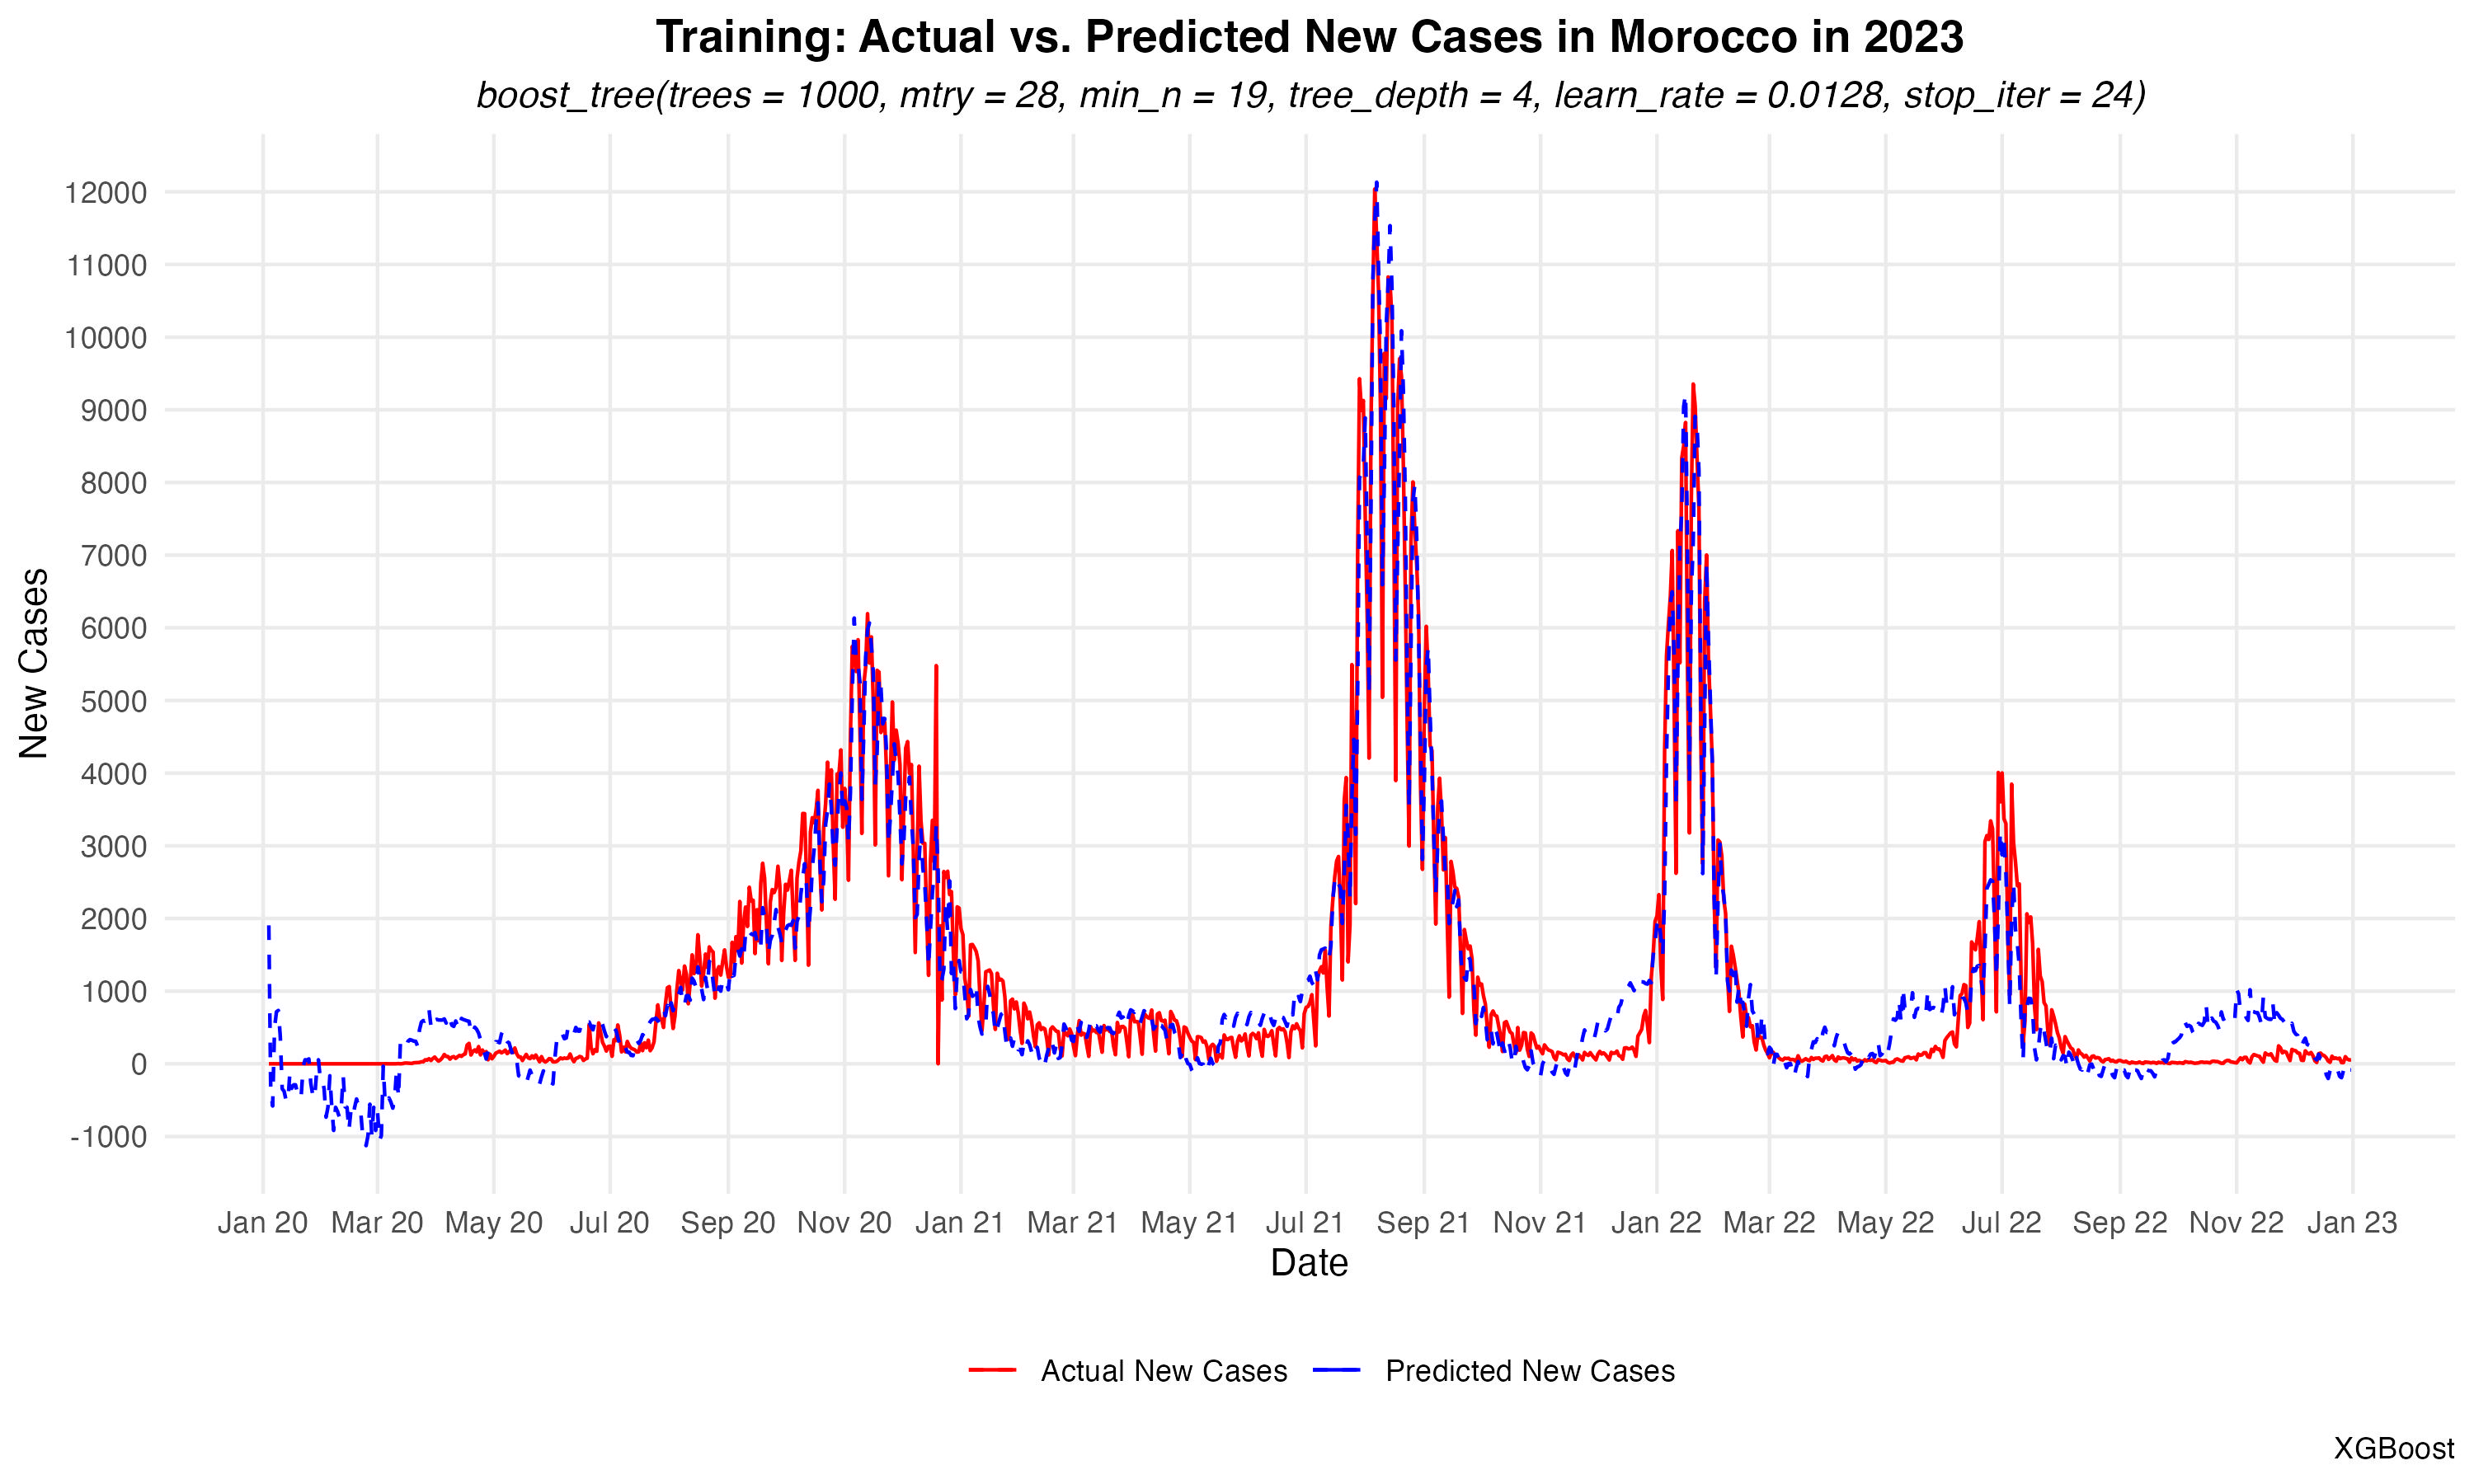 Training: Actual vs. Predicted New Cases in Morocco in 2023
boost_tree(trees = 1000, mtry = 28, min_n = 19, tree_depth = 4, learn_rate = 0.0128, stop_iter = 24)
12000
11000
10000
9000
8000
7000
6000
5000
4000
3000
2000
1000
0
-1000
New Cases
Jan 20 Mar 20 May 20 Jul 20 Sep 20 Nov 20 Jan 21 Mar 21 May 21 Jul 21 Sep 21 Nov 21 Jan 22 Mar 22 May 22 Jul 22 Sep 22 Nov 22 Jan 23
Date
Actual New Cases Predicted New Cases
XGBoost